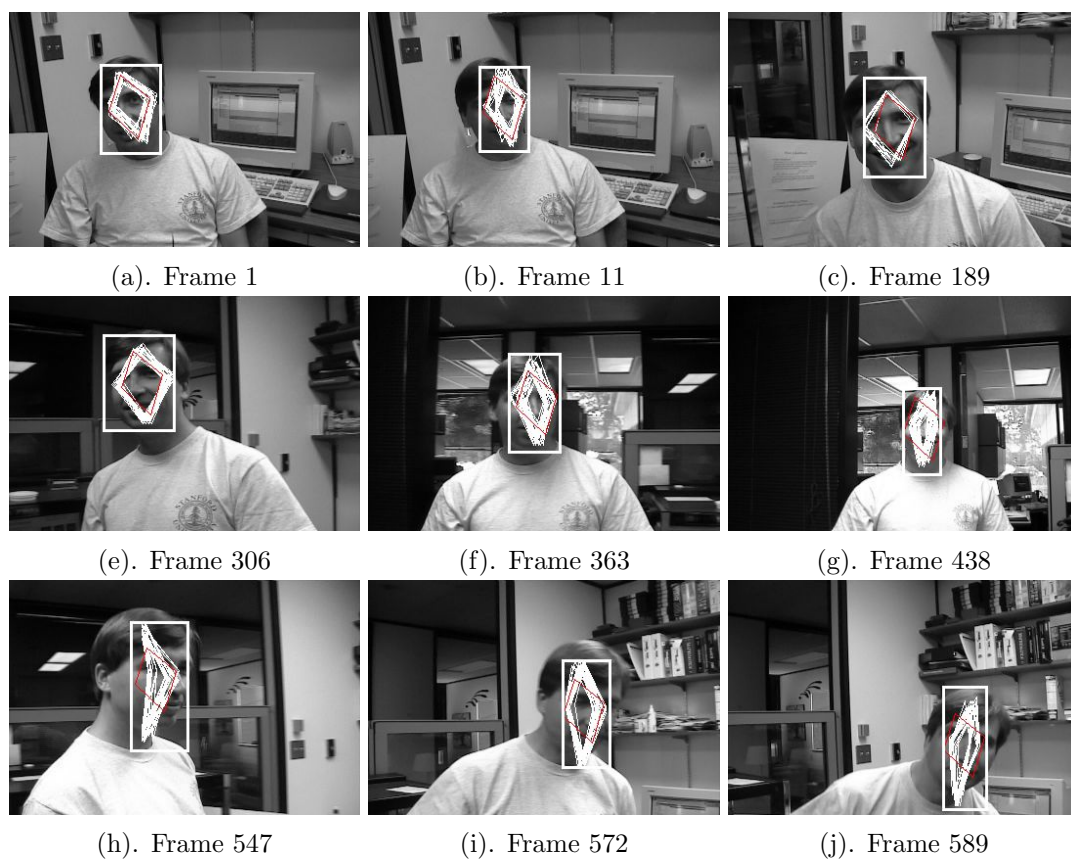 (a). Frame 1
(b). Frame 11
(c). Frame 189
(e). Frame 306
(f). Frame 363
(g). Frame 438
(h). Frame 547
(i). Frame 572
(j). Frame 589